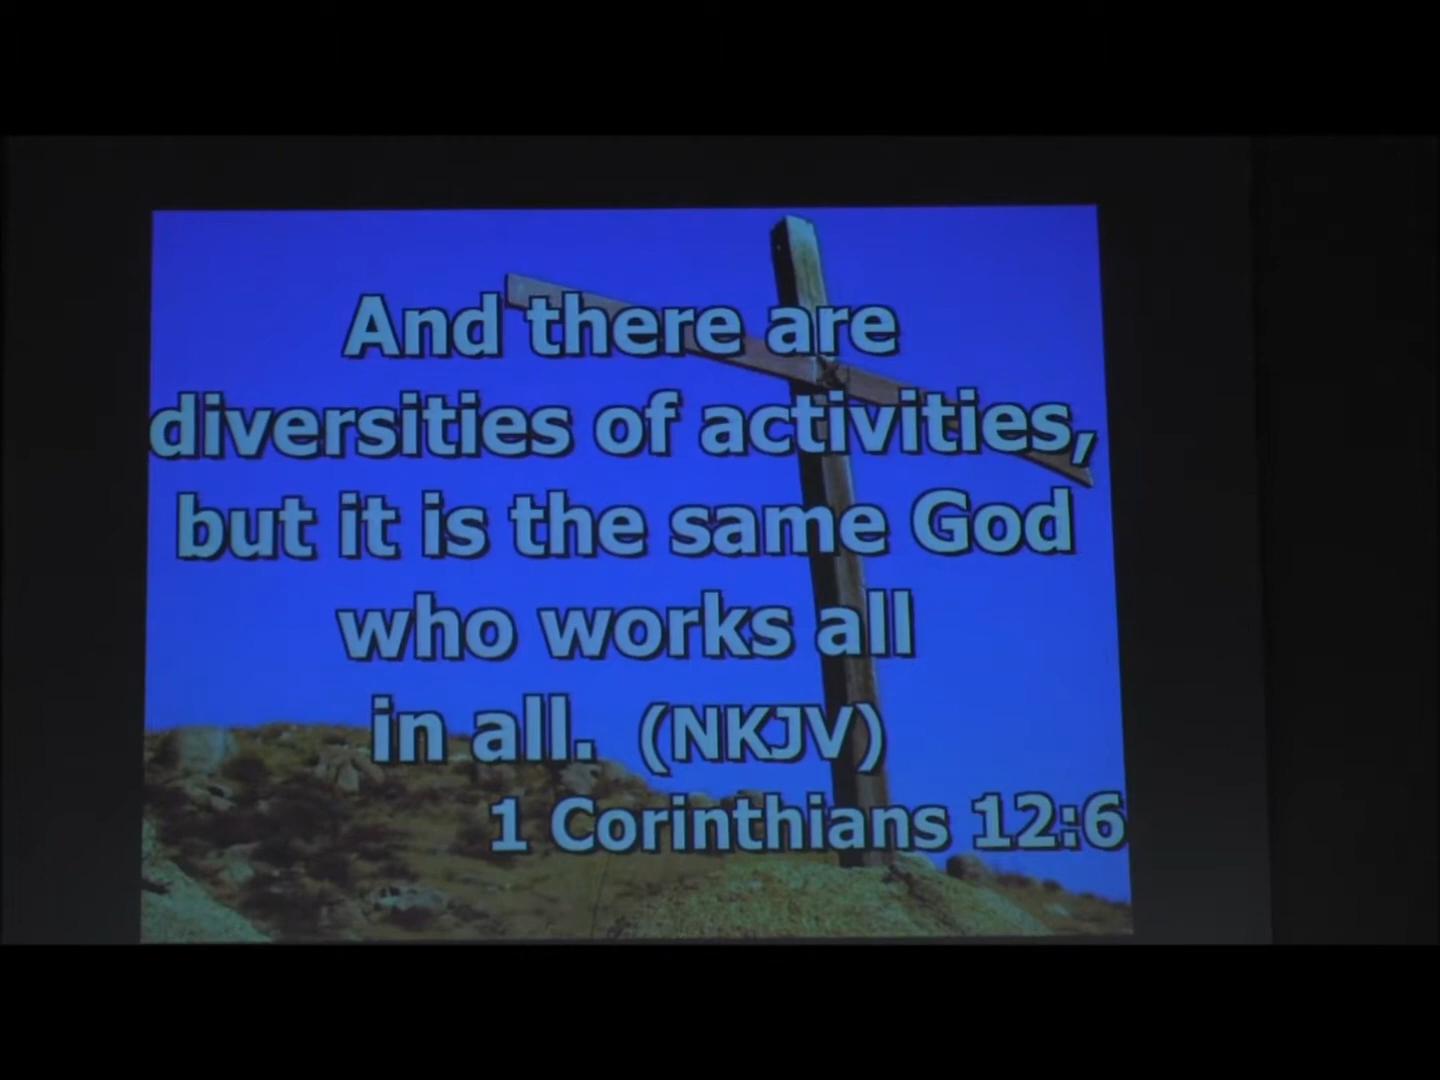 And there are
diversities of activities,
but it is the same God
who works all
in all. (NKJV)
1 Corinthians 12:6